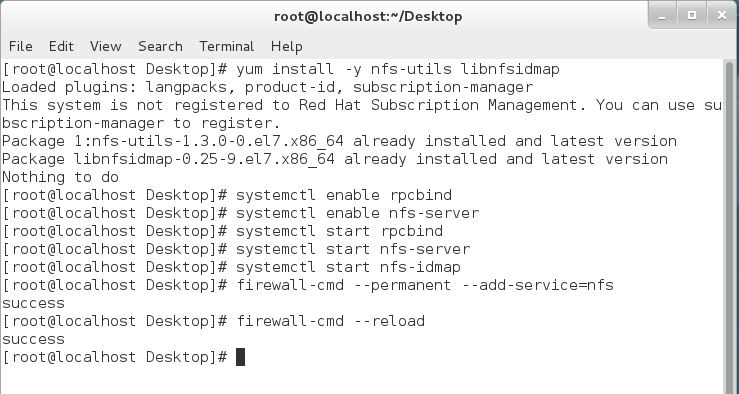 root@localhost:~/Desktop
File Edit View Search Terminal Help
[root@localhost Desktop]# yum install -y nfs-utils libnfsidmap
Loaded plugins: langpacks, product-id, subscription-manager
This system is not registered to Red Hat Subscription Management. You can use su
bscription-manager to register.
Package 1:nfs-utils-1.3.0-0.el7.x86_64 already installed and latest version
Package libnfsidmap-0.25-9.el7.x86_64 already installed and latest version
Nothing to do
[root@localhost Desktop]# systemctl enable rpcbind
[root@localhost Desktop]# systemctl enable nfs-server
[root@localhost Desktop]# systemctl start rpcbind
[root@localhost Desktop]# systemctl start nfs-server
[root@localhost Desktop]# systemctl start nfs-idmap
[root@localhost Desktop]# firewall-cmd --permanent --add-service=nfs
success
[root@localhost Desktop]# firewall-cmd --reload
success
[root@localhost Desktop]#